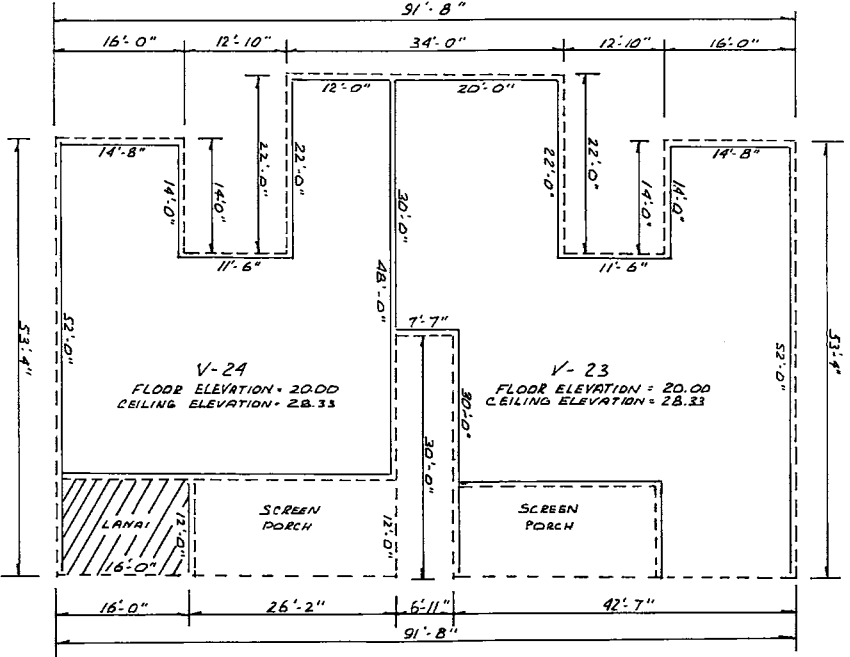 91'-8"
16'-0" 12'-10" 34'-0" 12'-10" 16'-0"
12'-0" 20'-0"
14'-8" 22'-0" 22'-0" 22'-0" 22'-0" 14'-8"
14'-0" 14'-0" 30'-0" 14'-0" 14'-0"
11'-6" 48'-0" 11'-6"
7'-7"
53'-4" 52'-0" 52'-0" 53'-4"
V-24
FLOOR ELEVATION = 20.00
CEILING ELEVATION = 28.33
V-23
FLOOR ELEVATION = 20.00
CEILING ELEVATION = 28.33
30'-0" 30'-0"
LANAI
12'-0"
16'-0"
SCREEN
PORCH
12'-0"
SCREEN
PORCH
16'-0" 26'-2" 6'-11" 42'-7"
91'-8"